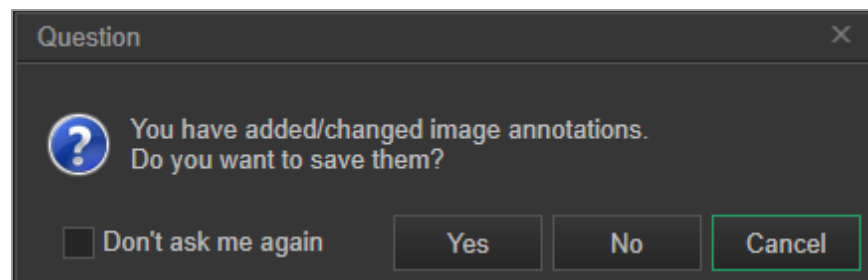 Question
You have added/changed image annotations.
Do you want to save them?
Don't ask me again
Yes
No
Cancel